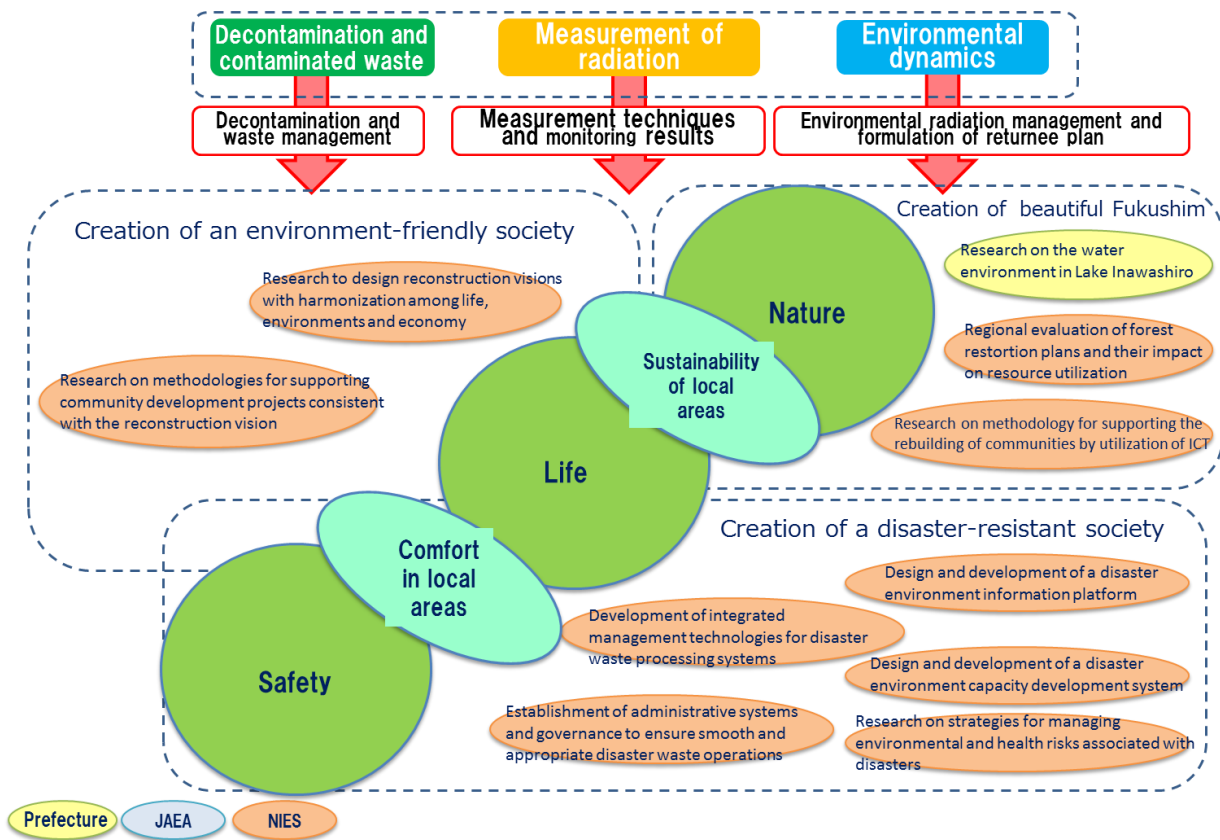 Decontamination and
contaminated waste
Measurement of
radiation
Environmental
dynamics
Decontamination and
waste management
Measurement techniques
and monitoring results
Environmental radiation management and
formulation of returnee plan
Creation of an environment-friendly society
Research to design reconstruction visions
with harmonization among life,
environments and economy
Research on methodologies for supporting
community development projects consistent
with the reconstruction vision
Creation of beautiful Fukushim
Research on the water
environment in Lake Inawashiro
Regional evaluation of forest
restortion plans and their impact
on resource utilization
Research on methodology for supporting the
rebuilding of communities by utilization of ICT
Nature
Sustainability
of local
areas
Life
Comfort
in local
areas
Safety
Creation of a disaster-resistant society
Design and development of a disaster
environment information platform
Development of integrated
management technologies for disaster
waste processing systems
Design and development of a disaster
environment capacity development system
Establishment of administrative systems
and governance to ensure smooth and
appropriate disaster waste operations
Research on strategies for managing
environmental and health risks associated with
disasters
Prefecture
JAEA
NIES